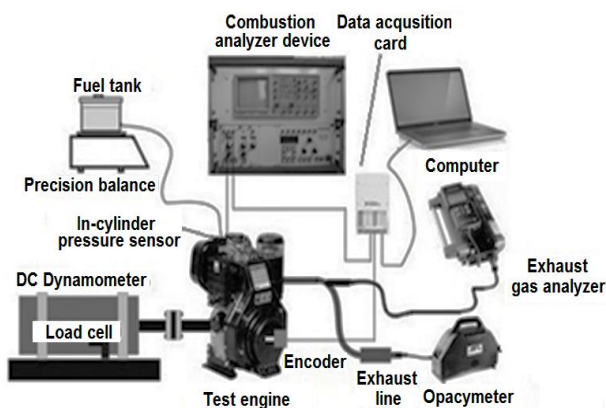 Combustion
analyzer device
Data acqusition
card
Fuel tank
Computer
Precision balance
In-cylinder
pressure sensor
DC Dynamometer
Exhaust
gas analyzer
Load cell
Encoder
Exhaust
line
Test engine
Opacymeter